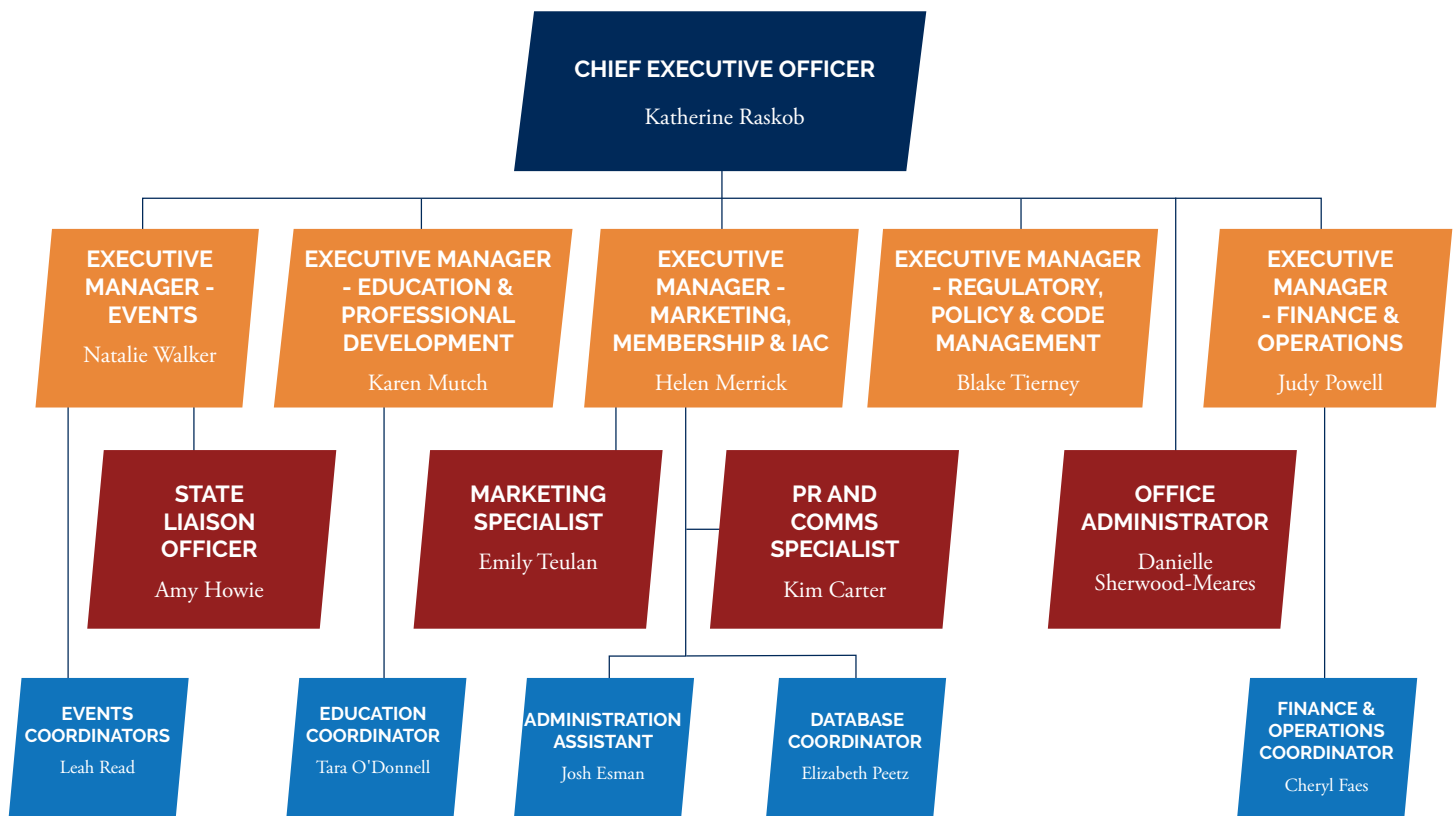 CHIEF EXECUTIVE OFFICER
Katherine Raskob
EXECUTIVE
MANAGER -
EVENTS
Natalie Walker
EXECUTIVE MANAGER
- EDUCATION &
PROFESSIONAL
DEVELOPMENT
Karen Mutch
EXECUTIVE
MANAGER -
MARKETING,
MEMBERSHIP & IAC
Helen Merrick
EXECUTIVE MANAGER
- REGULATORY,
POLICY & CODE
MANAGEMENT
Blake Tierney
EXECUTIVE
MANAGER
- FINANCE &
OPERATIONS
Judy Powell
STATE
LIAISON
OFFICER
Amy Howie
MARKETING
SPECIALIST
Emily Teulan
PR AND
COMMS
SPECIALIST
Kim Carter
OFFICE
ADMINISTRATOR
Danielle
Sherwood-Meares
EVENTS
COORDINATORS
Leah Read
EDUCATION
COORDINATOR
Tara O'Donnell
ADMINISTRATION
ASSISTANT
Josh Esman
DATABASE
COORDINATOR
Elizabeth Peetz
FINANCE &
OPERATIONS
COORDINATOR
Cheryl Faes